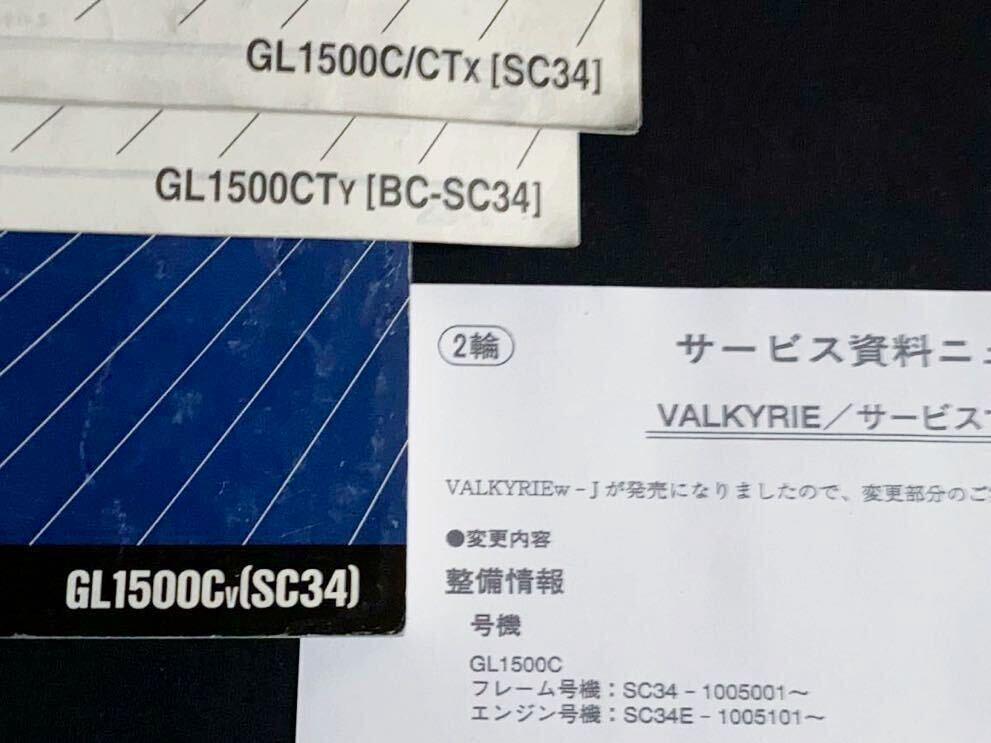 GL1500C/CTX [SC34]
GL1500CTY [BC-SC34]
GL1500CV(SC34)
2輪
サービス資料ニュ
VALKYRIE／サービス
VALKYRIEw－Jが発売になりましたので、変更部分のご
●変更内容
整備情報
号機
GL1500C
フレーム号機：SC34－1005001～
エンジン号機：SC34E－1005101～